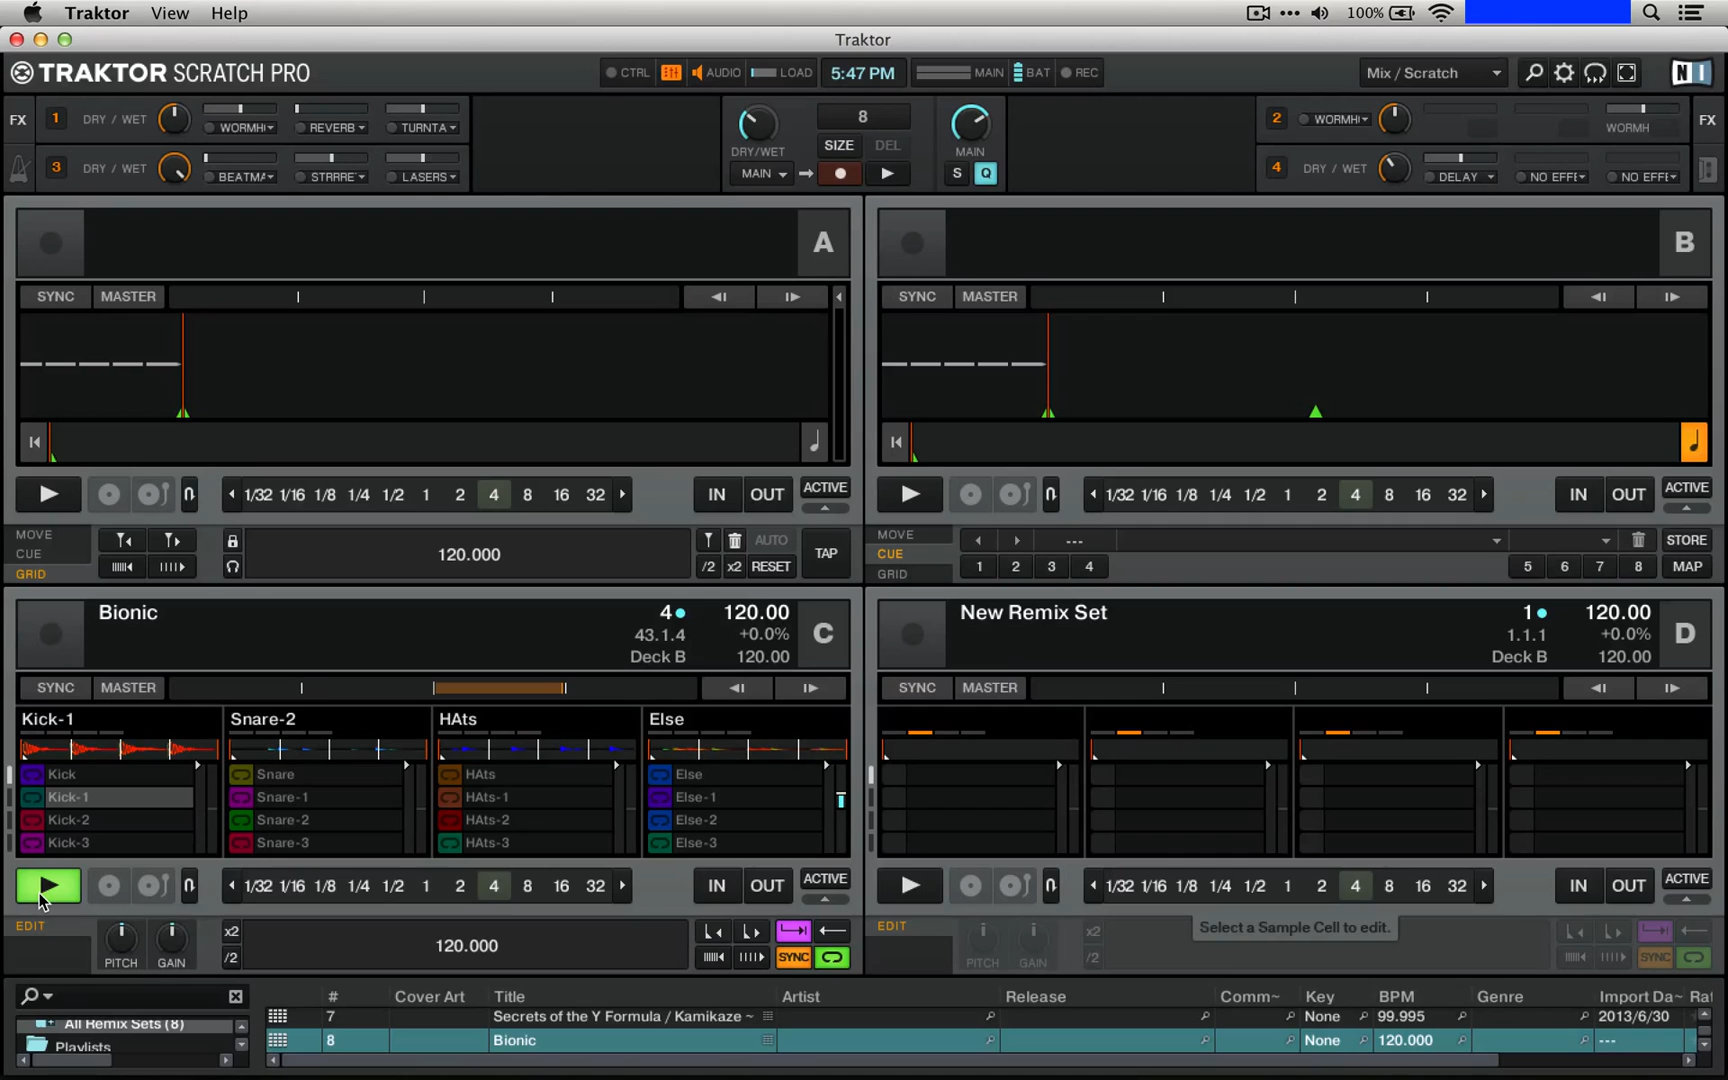 Traktor View Help 100%
Traktor
TRAKTOR SCRATCH PRO CTRL AUDIO LOAD 5:47 PM MAIN BAT REC Mix / Scratch
FX 1 DRY / WET WORMH REVERB TURNTA
3 DRY / WET BEATMA STRRRE LASERS
DRY/WET 8 SIZE DEL MAIN
MAIN S Q
2 WORMH DRY / WET WORMH FX
4 DRY / WET DELAY NO EFFE NO EFFE
A
SYNC MASTER
1/32 1/16 1/8 1/4 1/2 1 2 4 8 16 32 IN OUT ACTIVE
MOVE
CUE
GRID
120.000 AUTO TAP
/2 x2 RESET
B
SYNC MASTER
1/32 1/16 1/8 1/4 1/2 1 2 4 8 16 32 IN OUT ACTIVE
MOVE
CUE
GRID
--- STORE
1 2 3 4 5 6 7 8 MAP
Bionic 4 120.00 C
43.1.4 +0.0%
Deck B 120.00
SYNC MASTER
Kick-1 Snare-2 HAts Else
Kick Snare HAts Else
Kick-1 Snare-1 HAts-1 Else-1
Kick-2 Snare-2 HAts-2 Else-2
Kick-3 Snare-3 HAts-3 Else-3
1/32 1/16 1/8 1/4 1/2 1 2 4 8 16 32 IN OUT ACTIVE
EDIT x2
PITCH GAIN /2 120.000 SYNC
New Remix Set 1 120.00 D
1.1.1 +0.0%
Deck B 120.00
SYNC MASTER
1/32 1/16 1/8 1/4 1/2 1 2 4 8 16 32 IN OUT ACTIVE
EDIT Select a Sample Cell to edit.
PITCH GAIN x2 /2 SYNC
# Cover Art Title Artist Release Comm~ Key BPM Genre Import Da~ Rat
All Remix Sets (8) 7 Secrets of the Y Formula / Kamikaze ~ None 99.995 2013/6/30
Playlists 8 Bionic None 120.000 ---